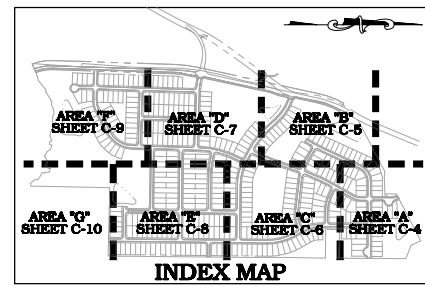 AREA "F"
SHEET C-9
AREA "D"
SHEET C-7
AREA "B"
SHEET C-5
AREA "G"
SHEET C-10
AREA "E"
SHEET C-8
AREA "C"
SHEET C-6
AREA "A"
SHEET C-4
INDEX MAP